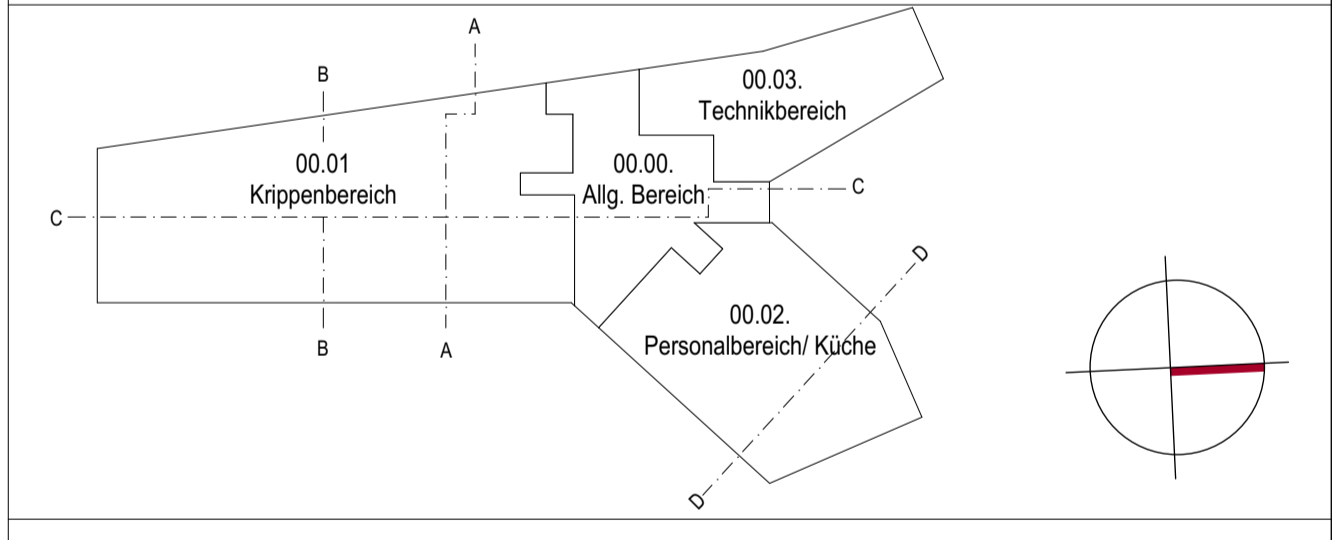 A
B
00.03.
Technikbereich
00.01
Krippenbereich
00.00.
Allg. Bereich
C
C
D
00.02.
Personalbereich/ Küche
B
A
D